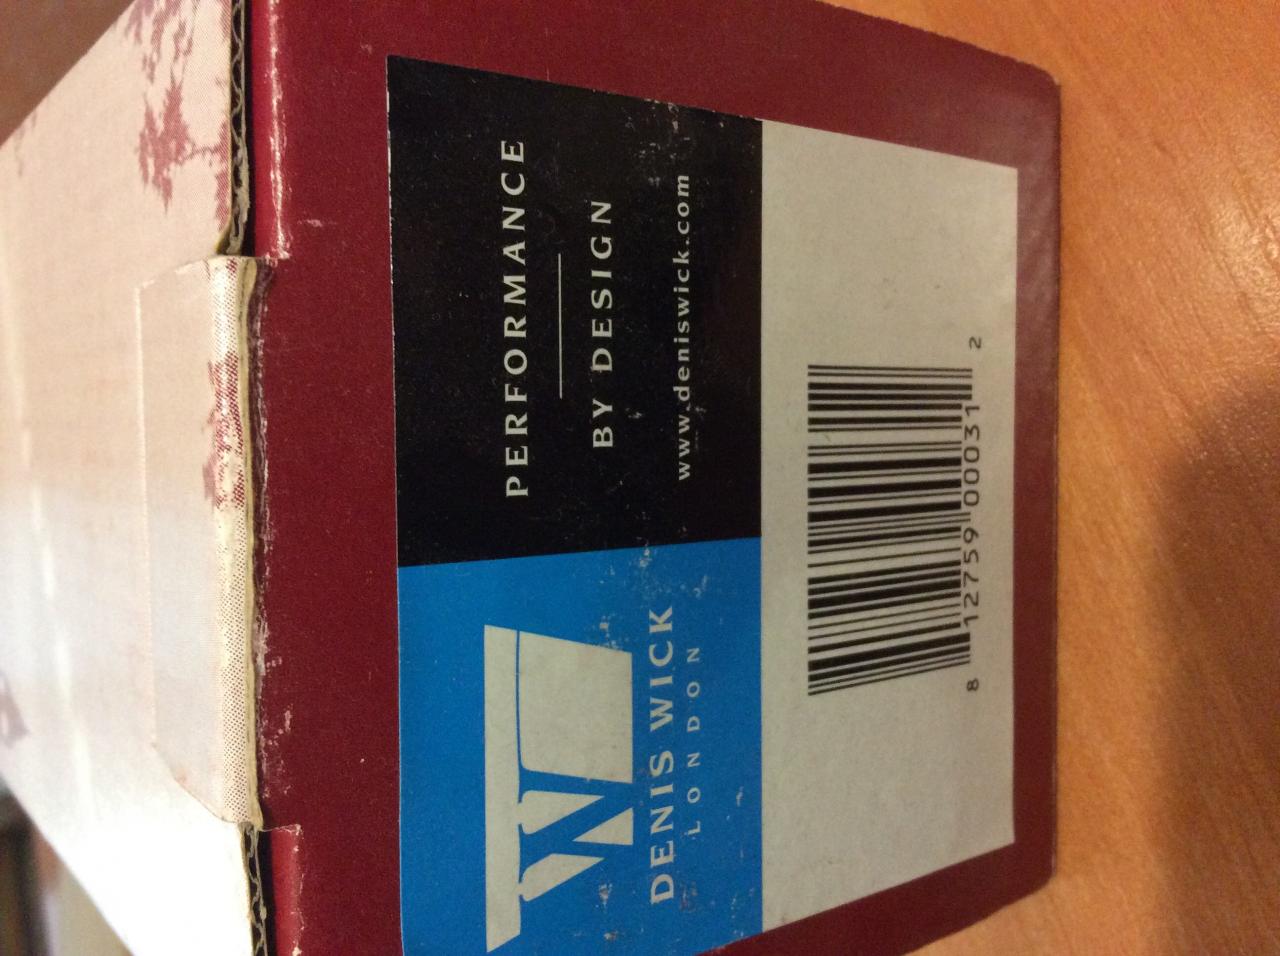 DENIS WICK
LONDON
PERFORMANCE
BY DESIGN
www.deniswick.com
8 12759 00031 2